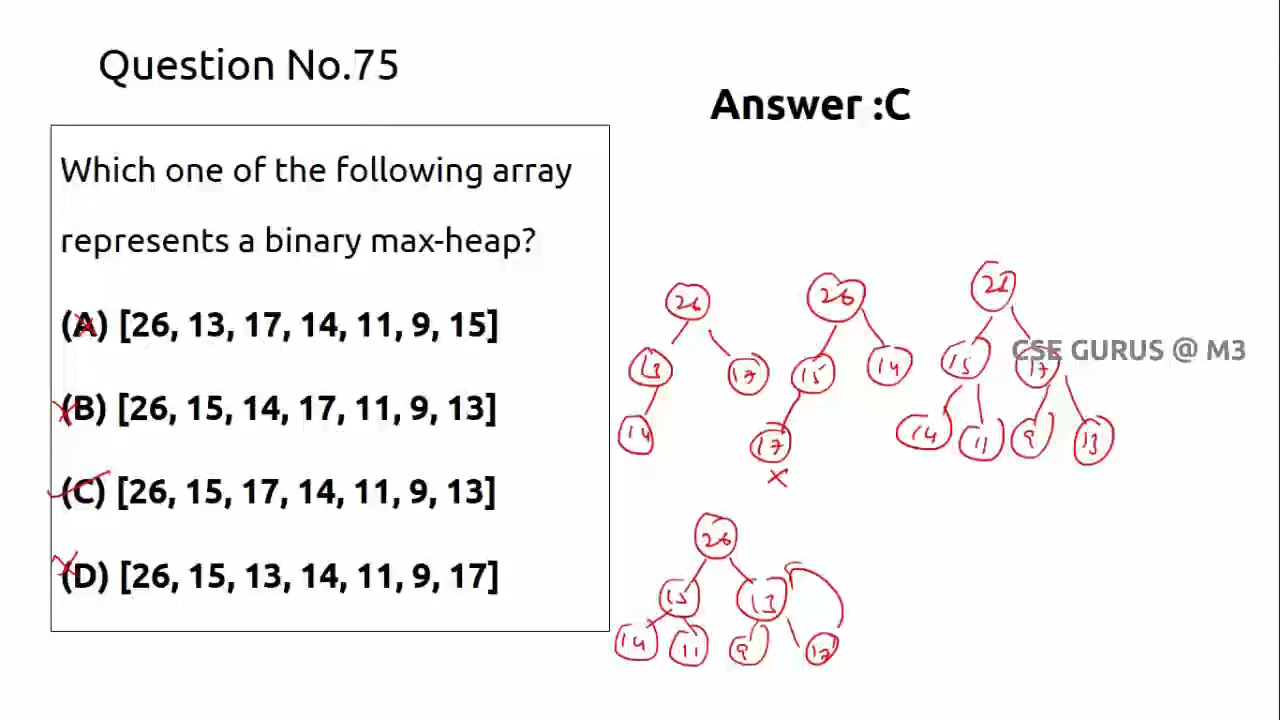 Question No.75
Answer :C
Which one of the following array
represents a binary max-heap?
(A) [26, 13, 17, 14, 11, 9, 15]
(B) [26, 15, 14, 17, 11, 9, 13]
(C) [26, 15, 17, 14, 11, 9, 13]
(D) [26, 15, 13, 14, 11, 9, 17]
26
13 17
14
26
15 14
17
x
26
15 17
14 11 9 13
CSE GURUS @ M3
26
15 13
14 11 9 17